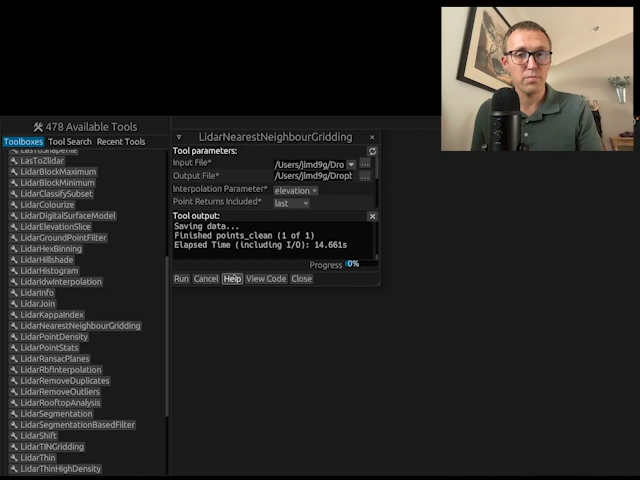 478 Available Tools
Toolboxes Tool Search Recent Tools
LasToShapefile
LasToZlidar
LidarBlockMaximum
LidarBlockMinimum
LidarClassifySubset
LidarColourize
LidarDigitalSurfaceModel
LidarElevationSlice
LidarGroundPointFilter
LidarHexBinning
LidarHillshade
LidarHistogram
LidarIdwInterpolation
LidarInfo
LidarJoin
LidarKappaIndex
LidarNearestNeighbourGridding
LidarPointDensity
LidarPointStats
LidarRansacPlanes
LidarRbfInterpolation
LidarRemoveDuplicates
LidarRemoveOutliers
LidarRooftopAnalysis
LidarSegmentation
LidarSegmentationBasedFilter
LidarShift
LidarTINGridding
LidarThin
LidarThinHighDensity
LidarNearestNeighbourGridding
Tool parameters:
Input File* /Users/jlmd9g/Dro ...
Output File* /Users/jlmd9g/Dropt ...
Interpolation Parameter* elevation
Point Returns Included* last
Tool output:
Saving data...
Finished points_clean (1 of 1)
Elapsed Time (including I/O): 14.661s
Progress 0%
Run Cancel Help View Code Close